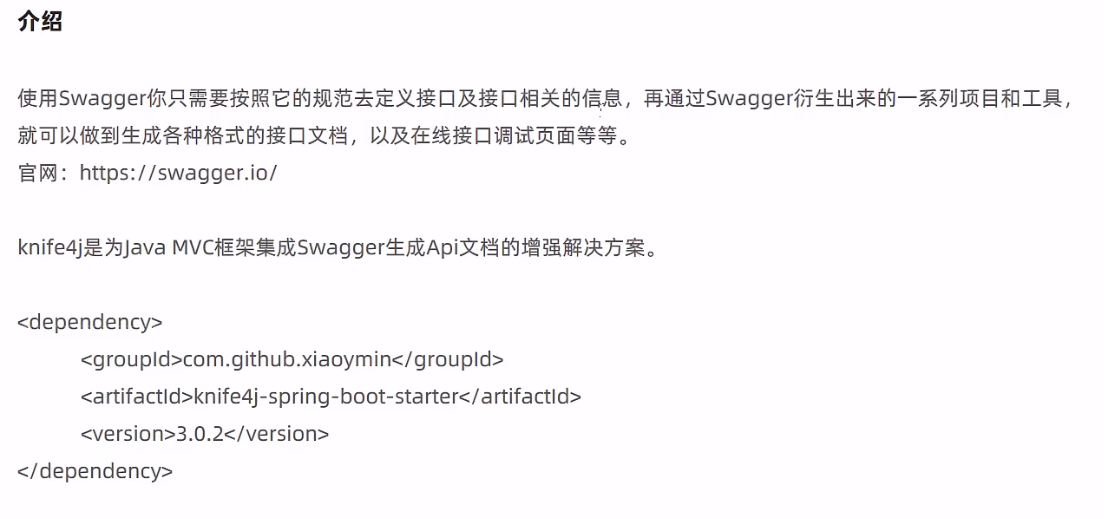 介绍
使用Swagger你只需要按照它的规范去定义接口及接口相关的信息，再通过Swagger衍生出来的一系列项目和工具，
就可以做到生成各种格式的接口文档，以及在线接口调试页面等等。
官网：https://swagger.io/
knife4j是为Java MVC框架集成Swagger生成Api文档的增强解决方案。
<dependency>
<groupId>com.github.xiaoymin</groupId>
<artifactId>knife4j-spring-boot-starter</artifactId>
<version>3.0.2</version>
</dependency>